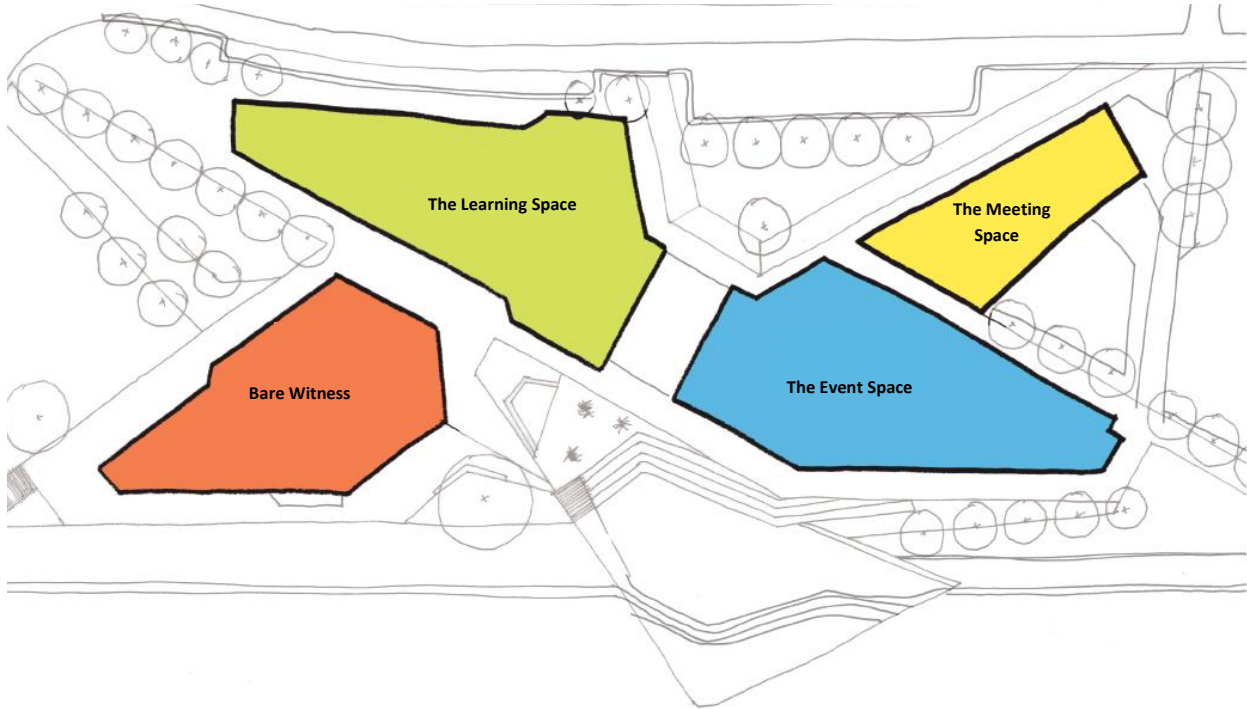 The Learning Space
The Meeting
Space
Bare Witness
The Event Space